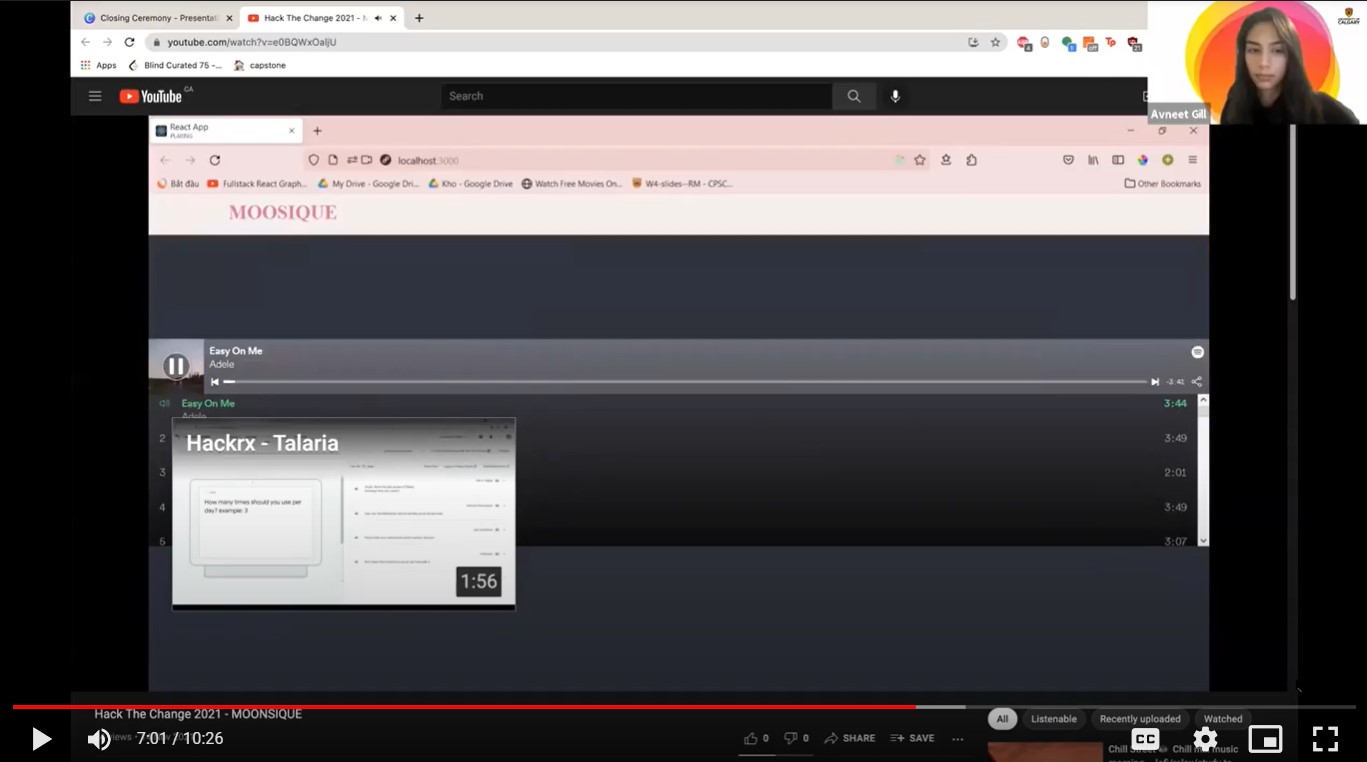 Closing Ceremony - Presentat
Hack The Change 2021 - M
youtube.com/watch?v=e0BQWxOaljU
Apps
Blind Curated 75 -...
capstone
UNIVERSITY OF
CALGARY
Avneet Gill
YouTube CA
Search
React App
PLAYING
localhost:3000
Bắt đầu
Fullstack React Graph...
My Drive - Google Dri...
Kho - Google Drive
Watch Free Movies On...
W4-slides--RM - CPSC...
Other Bookmarks
MOOSIQUE
Easy On Me
Adele
-3:41
Easy On Me
3:44
Adele
2
3:49
3
2:01
4
3:49
5
3:07
Hackrx - Talaria
How many times should you use per
day? example: 3
1:56
Hack The Change 2021 - MOONSIQUE
All
Listenable
Recently uploaded
Watched
7:01 / 10:26
0
0
SHARE
SAVE
CC